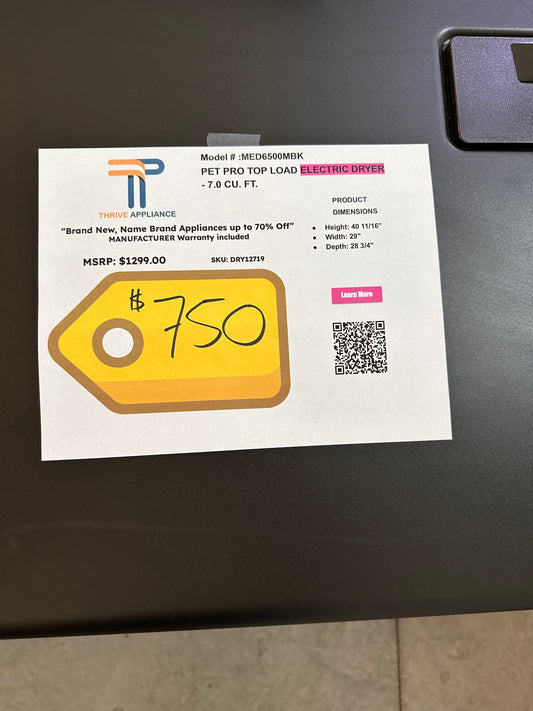 Model # :MED6500MBK
PET PRO TOP LOAD ELECTRIC DRYER
- 7.0 CU. FT.
THRIVE APPLIANCE
“Brand New, Name Brand Appliances up to 70% Off”
MANUFACTURER Warranty included
MSRP: $1299.00
SKU: DRY12719
$750
PRODUCT
DIMENSIONS
• Height: 40 11/16"
• Width: 29"
• Depth: 28 3/4"
Learn More